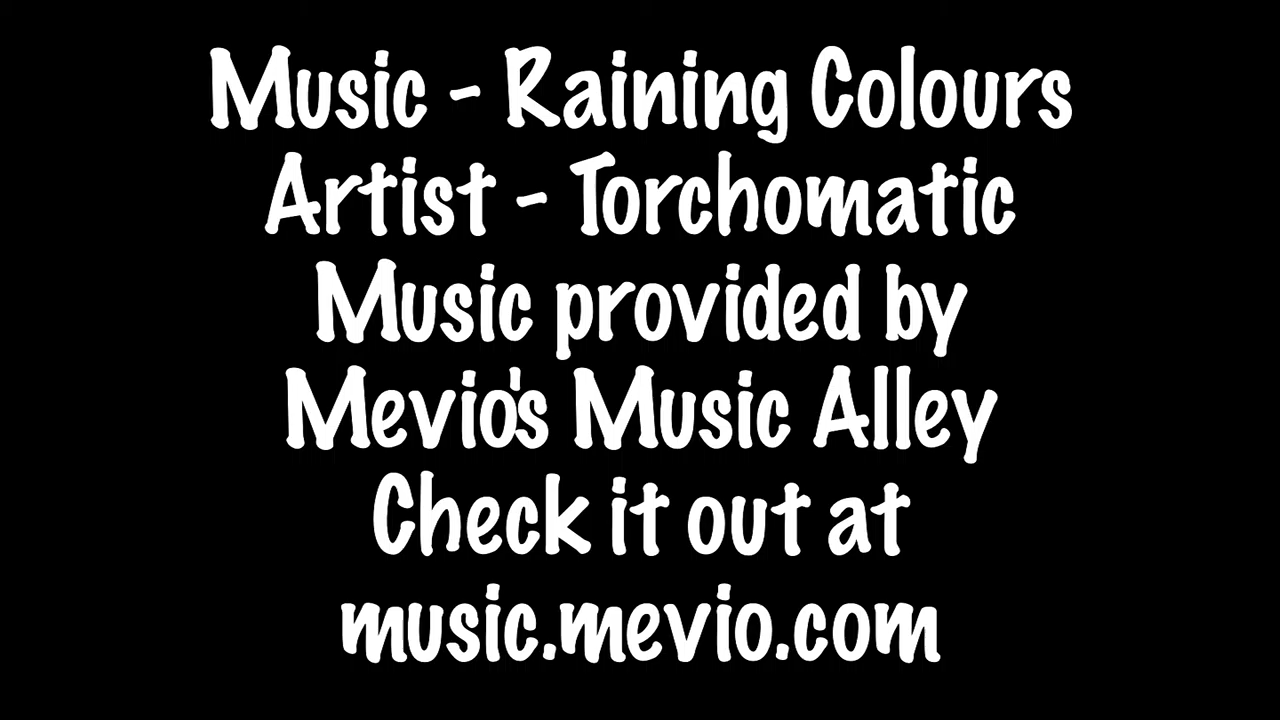 Music - Raining Colours
Artist - Torchomatic
Music provided by
Mevio's Music Alley
Check it out at
music.mevio.com